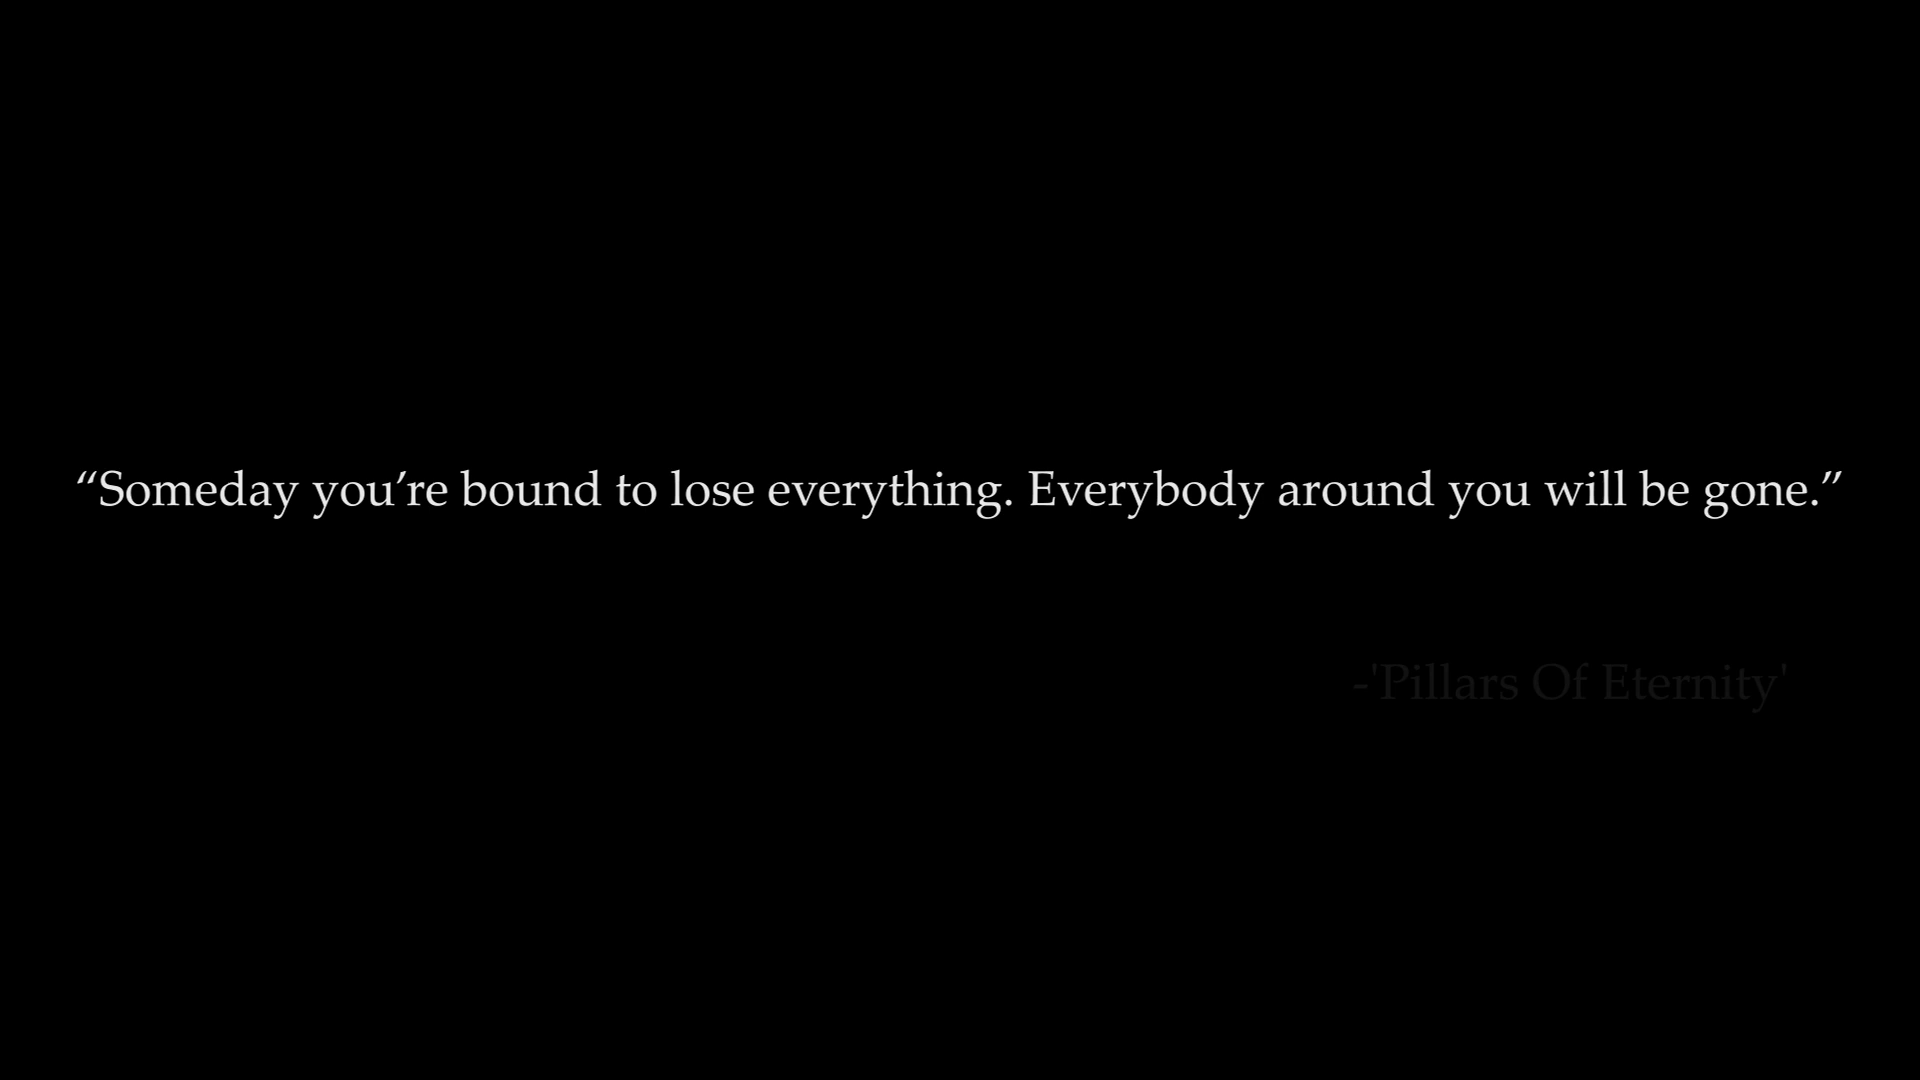 “Someday you’re bound to lose everything. Everybody around you will be gone.”
-'Pillars Of Eternity'